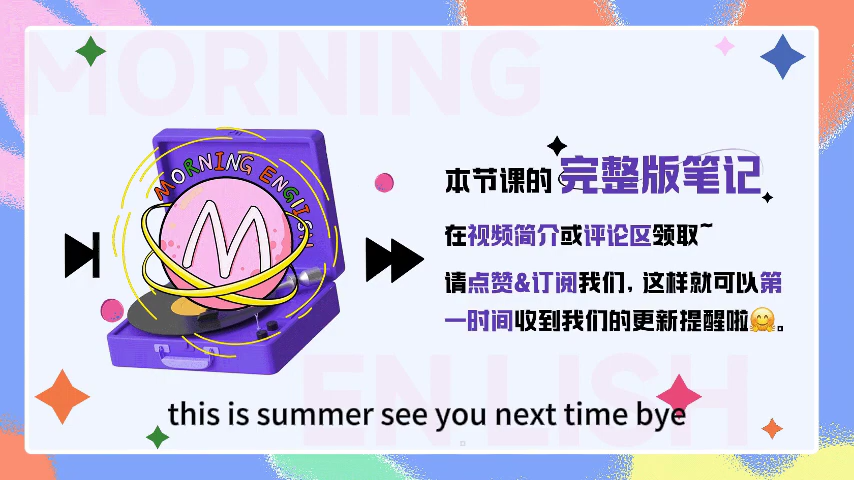 MORNING
MORNING ENGLISH
M
本节课的 完整版笔记
在视频简介或评论区领取~
请点赞&订阅我们，这样就可以第
一时间收到我们的更新提醒啦🤗。
EN LISH
this is summer see you next time bye